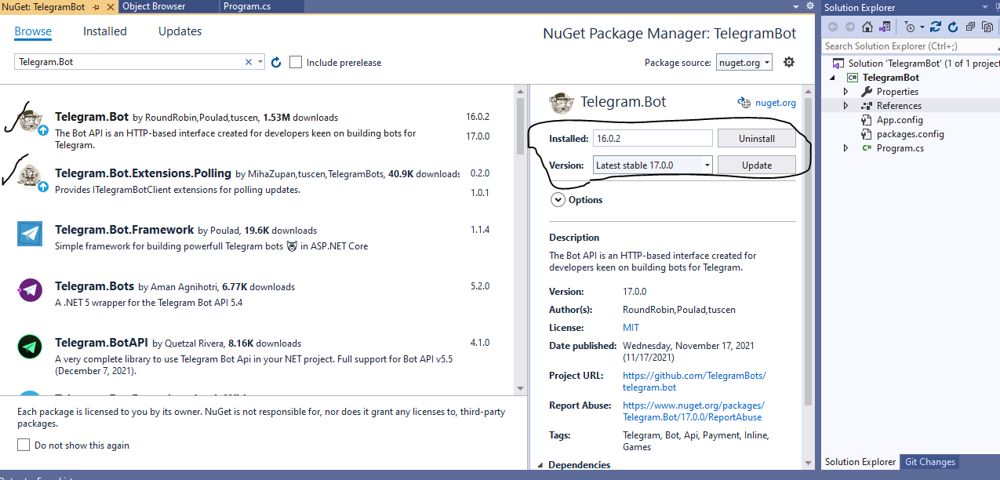 NuGet: TelegramBot
Object Browser
Program.cs
Solution Explorer
Browse
Installed
Updates
NuGet Package Manager: TelegramBot
Telegram.Bot
Include prerelease
Package source: nuget.org
Search Solution Explorer (Ctrl+;)
Solution 'TelegramBot' (1 of 1 project
TelegramBot
Properties
References
App.config
packages.config
Program.cs
Telegram.Bot by RoundRobin,Poulad,tuscen, 1.53M downloads 16.0.2
The Bot API is an HTTP-based interface created for developers keen on building bots for 17.0.0
Telegram.
Telegram.Bot.Extensions.Polling by MihaZupan,tuscen,TelegramBots, 40.9K downloads 0.2.0
Provides ITelegramBotClient extensions for polling updates. 1.0.1
Telegram.Bot.Framework by Poulad, 19.6K downloads 1.1.4
Simple framework for building powerfull Telegram bots in ASP.NET Core
Telegram.Bots by Aman Agnihotri, 6.77K downloads 5.2.0
A .NET 5 wrapper for the Telegram Bot API 5.4
Telegram.BotAPI by Quetzal Rivera, 8.16K downloads 4.1.0
A very complete library to use Telegram Bot Api in your NET project. Full support for Bot API v5.5
(December 7, 2021).
Each package is licensed to you by its owner. NuGet is not responsible for, nor does it grant any licenses to, third-party
packages.
Do not show this again
Telegram.Bot
nuget.org
Installed: 16.0.2 Uninstall
Version: Latest stable 17.0.0 Update
Options
Description
The Bot API is an HTTP-based interface created for
developers keen on building bots for Telegram.
Version: 17.0.0
Author(s): RoundRobin,Poulad,tuscen
License: MIT
Date published: Wednesday, November 17, 2021
(11/17/2021)
Project URL: https://github.com/TelegramBots/
telegram.bot
Report Abuse: https://www.nuget.org/packages/
Telegram.Bot/17.0.0/ReportAbuse
Tags: Telegram, Bot, Api, Payment, Inline,
Games
Dependencies
Solution Explorer
Git Changes